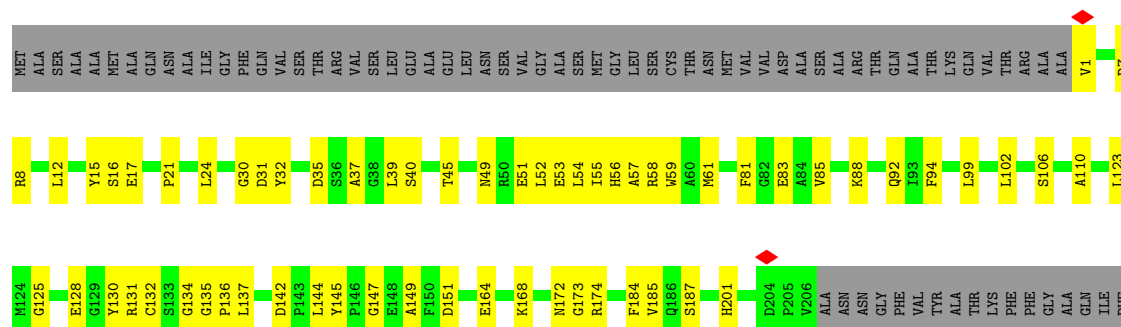 MET ALA SER ALA ALA MET ALA GLN ASN ALA ILE GLY PHE GLN VAL SER THR ARG VAL SER LEU GLU ALA GLU LEU ASN SER VAL GLY ALA SER MET GLY LEU SER CYS THR ASN MET VAL VAL ASP ALA SER ALA ARG THR GLN ALA THR LYS GLN VAL THR ARG ALA ALA V1
R8 L12 Y15 S16 E17 P21 L24 G30 D31 Y32 D35 S36 A37 G38 L39 S40 T45 N49 R50 E51 L52 E53 L54 I55 H56 A57 R58 W59 A60 M61 F81 G82 E83 A84 V85 K88 Q92 I93 F94 L99 L102 S106 A110 L123
M124 G125 E128 G129 Y130 R131 C132 S133 G134 G135 P136 L137 D142 P143 L144 Y145 P146 G147 E148 A149 F150 D151 E164 K168 N172 G173 R174 F184 V185 Q186 S187 H201 D204 P205 V206 ALA ASN ASN GLY PHE VAL TYR ALA THR LYS PHE PHE GLY ALA GLN ILE